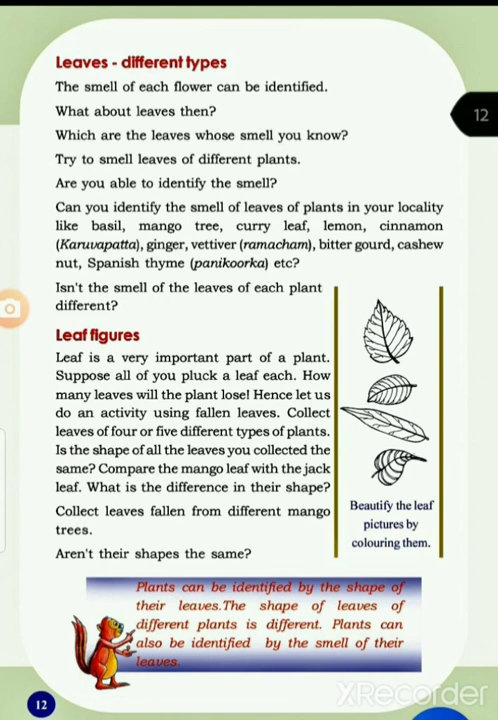 Leaves - different types
The smell of each flower can be identified.
What about leaves then?
Which are the leaves whose smell you know?
Try to smell leaves of different plants.
Are you able to identify the smell?
Can you identify the smell of leaves of plants in your locality
like basil, mango tree, curry leaf, lemon, cinnamon
(Karuvapatta), ginger, vettiver (ramacham), bitter gourd, cashew
nut, Spanish thyme (panikoorka) etc?
Isn't the smell of the leaves of each plant
different?
Leaf figures
Leaf is a very important part of a plant.
Suppose all of you pluck a leaf each. How
many leaves will the plant lose! Hence let us
do an activity using fallen leaves. Collect
leaves of four or five different types of plants.
Is the shape of all the leaves you collected the
same? Compare the mango leaf with the jack
leaf. What is the difference in their shape?
Collect leaves fallen from different mango
trees.
Aren't their shapes the same?
Beautify the leaf
pictures by
colouring them.
Plants can be identified by the shape of
their leaves.The shape of leaves of
different plants is different. Plants can
also be identified by the smell of their
leaves.
12
12
XRecorder